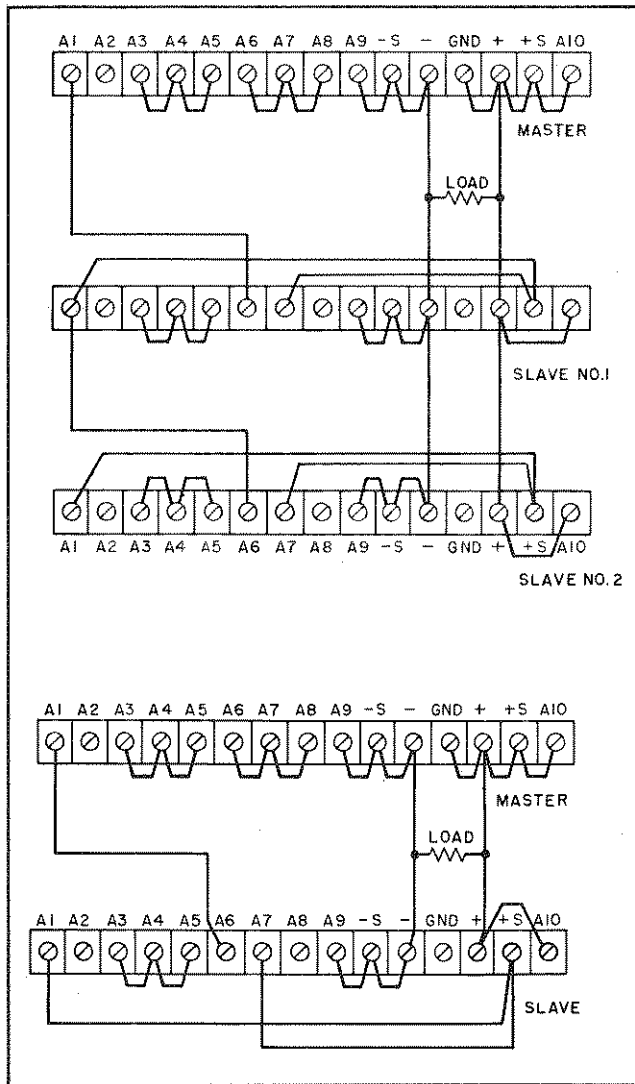 A1 A2 A3 A4 A5 A6 A7 A8 A9 -S - GND + +S A10
MASTER
LOAD
SLAVE NO.1
A1 A2 A3 A4 A5 A6 A7 A8 A9 -S - GND + +S A10
SLAVE NO.2
A1 A2 A3 A4 A5 A6 A7 A8 A9 -S - GND + +S A10
MASTER
LOAD
A1 A2 A3 A4 A5 A6 A7 A8 A9 -S - GND + +S A10
SLAVE